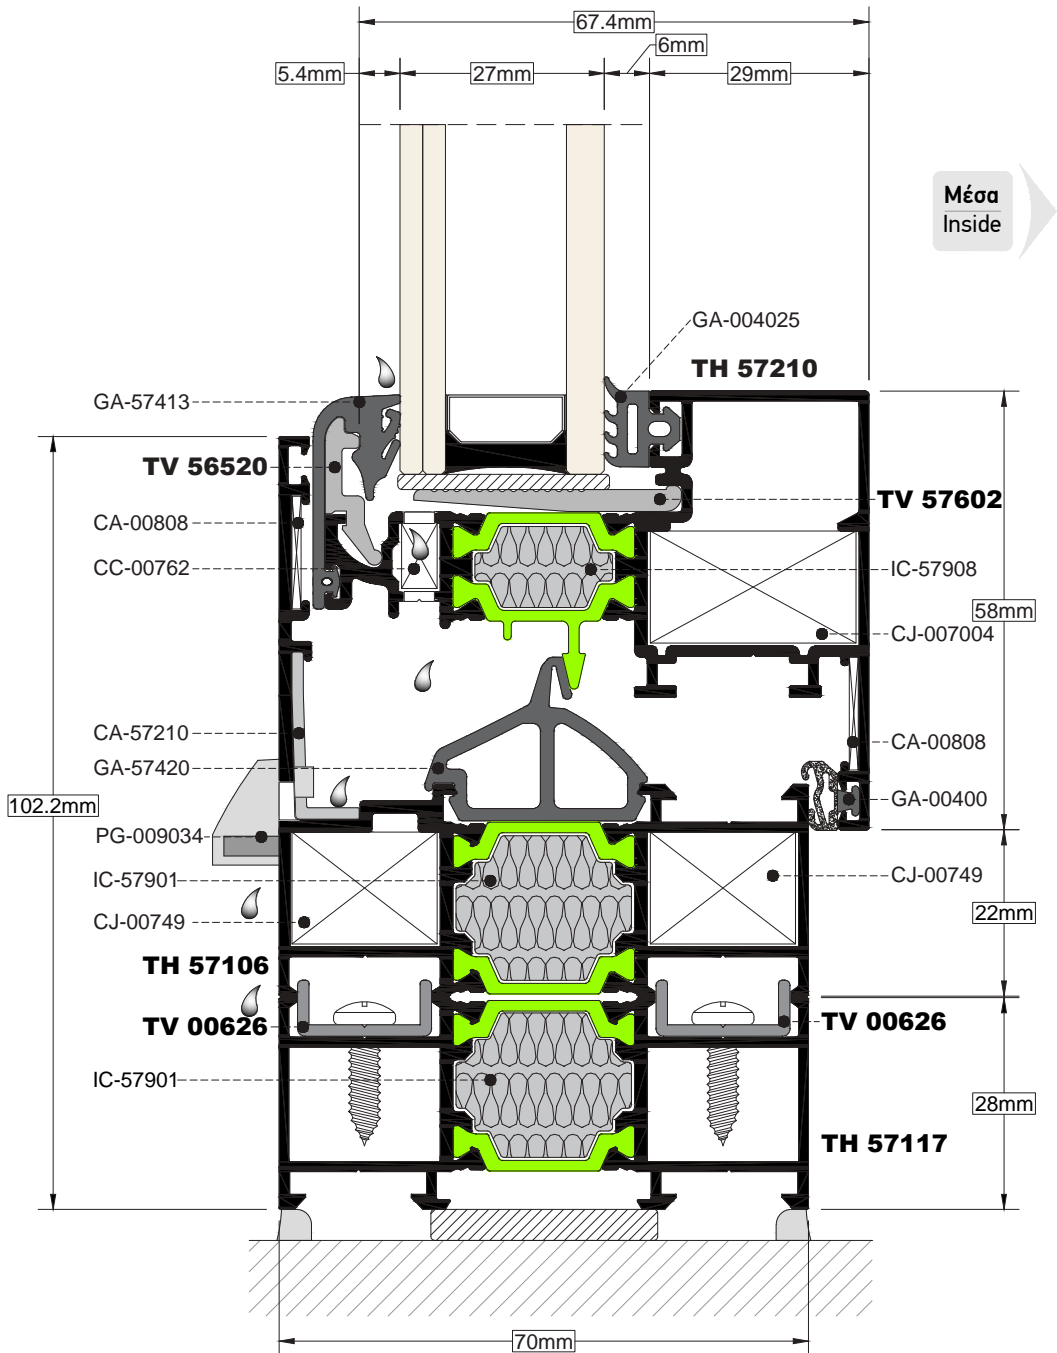 67.4mm
6mm
5.4mm
27mm
29mm
Μέσα
Inside
GA-004025
TH 57210
GA-57413
TV 56520
TV 57602
CA-00808
CC-00762
IC-57908
58mm
CJ-007004
CA-57210
CA-00808
GA-57420
GA-00400
102.2mm
PG-009034
IC-57901
CJ-00749
CJ-00749
22mm
TH 57106
TV 00626
TV 00626
IC-57901
28mm
TH 57117
70mm